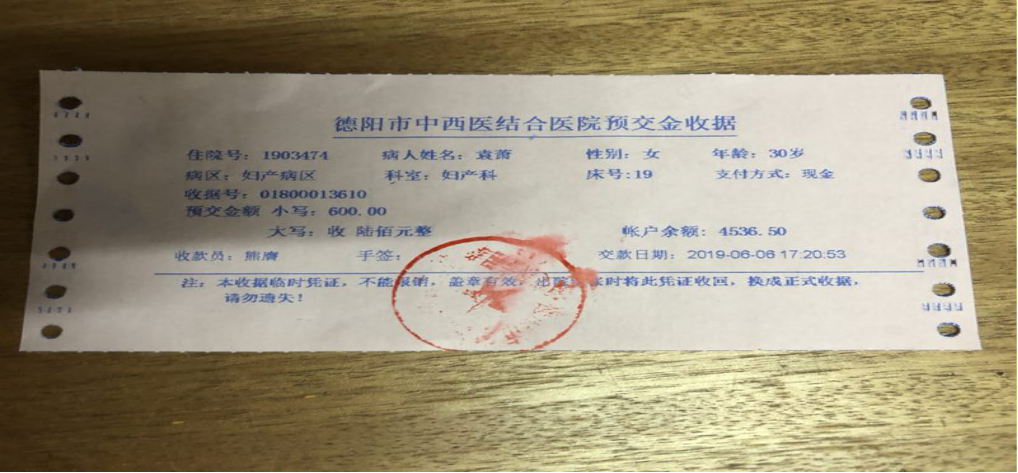 德阳市中西医结合医院预交金收据
住院号：1903474 病人姓名：袁萧 性别：女 年龄：30岁
病区：妇产病区 科室：妇产科 床号:19 支付方式：现金
收据号：01800013610
预交金额 小写：600.00
大写：收 陆佰元整 帐户余额：4536.50
收款员：熊膺 手签： 交款日期：2019-06-06 17:20:53
注：本收据临时凭证，不能报销，盖章有效，出院 账时将此凭证收回，换成正式收据，
请勿遗失！